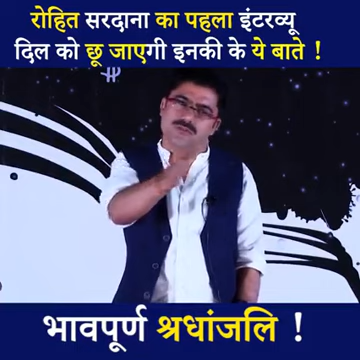 रोहित सरदाना का पहला इंटरव्यू
दिल को छू जाएगी इनकी के ये बाते !
भावपूर्ण श्रधांजलि !